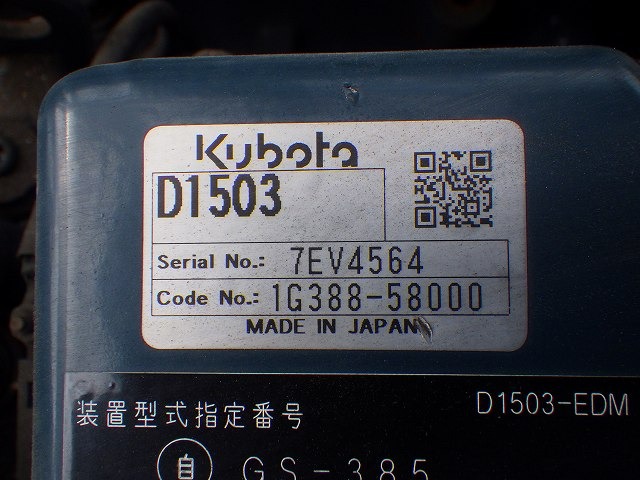 Kubota
D1503
Serial No.: 7EV4564
Code No.: 1G388-58000
MADE IN JAPAN
装置型式指定番号 D1503-EDM
自 GS-385